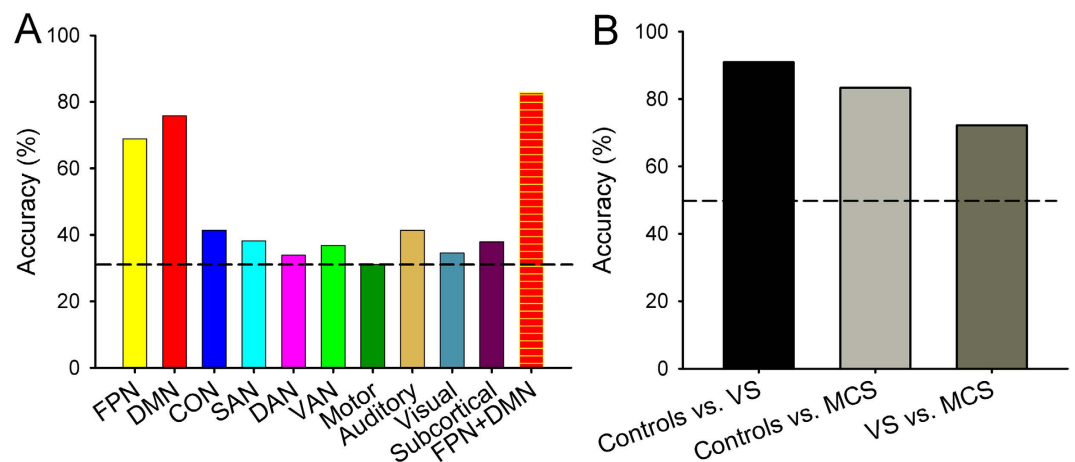 A
100
80
60
40
20
0
Accuracy (%)
FPN
DMN
CON
SAN
DAN
VAN
Motor
Auditory
Visual
Subcortical
FPN+DMN
B
100
80
60
40
20
0
Accuracy (%)
Controls vs. VS
Controls vs. MCS
VS vs. MCS